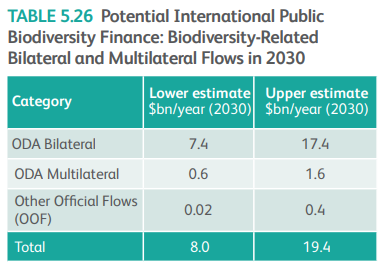 TABLE 5.26 Potential International Public
Biodiversity Finance: Biodiversity-Related
Bilateral and Multilateral Flows in 2030
Category Lower estimate $bn/year (2030) Upper estimate $bn/year (2030)
ODA Bilateral 7.4 17.4
ODA Multilateral 0.6 1.6
Other Official Flows (OOF) 0.02 0.4
Total 8.0 19.4